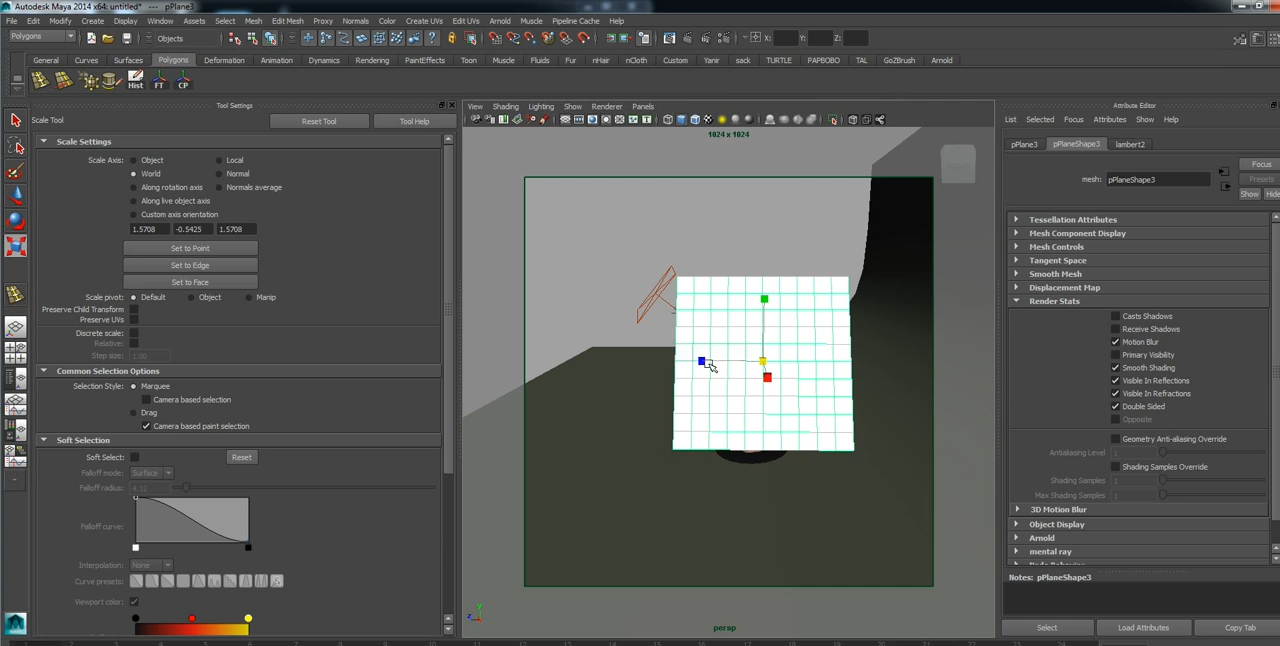 Autodesk Maya 2014 x64: untitled* --- pPlane3
File Edit Modify Create Display Window Assets Select Mesh Edit Mesh Proxy Normals Color Create UVs Edit UVs Arnold Muscle Pipeline Cache Help
Polygons Objects X: Y: Z:
General Curves Surfaces Polygons Deformation Animation Dynamics Rendering PaintEffects Toon Muscle Fluids Fur nHair nCloth Custom Yanir sack TURTLE PAPBOBO TAL GoZBrush Arnold
Hist FT CP
Tool Settings
Scale Tool Reset Tool Tool Help
Scale Settings
Scale Axis: Object Local
World Normal
Along rotation axis Normals average
Along live object axis
Custom axis orientation
1.5708 -0.5425 1.5708
Set to Point
Set to Edge
Set to Face
Scale pivot: Default Object Manip
Preserve Child Transform
Preserve UVs
Discrete scale:
Relative:
Step size: 1.00
Common Selection Options
Selection Style: Marquee
Camera based selection
Drag
Camera based paint selection
Soft Selection
Soft Select: Reset
Falloff mode: Surface
Falloff radius:
Falloff curve:
Interpolation: None
Curve presets:
Viewport color:
View Shading Lighting Show Renderer Panels
1024 x 1024
persp
y
z
Attribute Editor
List Selected Focus Attributes Show Help
pPlane3 pPlaneShape3 lambert2
Focus
Presets
mesh: pPlaneShape3
Show Hide
Tessellation Attributes
Mesh Component Display
Mesh Controls
Tangent Space
Smooth Mesh
Displacement Map
Render Stats
Casts Shadows
Receive Shadows
Motion Blur
Primary Visibility
Smooth Shading
Visible In Reflections
Visible In Refractions
Double Sided
Opposite
Geometry Anti-aliasing Override
Antialiasing Level 1
Shading Samples Override
Shading Samples 1
Max Shading Samples 1
3D Motion Blur
Object Display
Arnold
mental ray
Notes: pPlaneShape3
Select Load Attributes Copy Tab